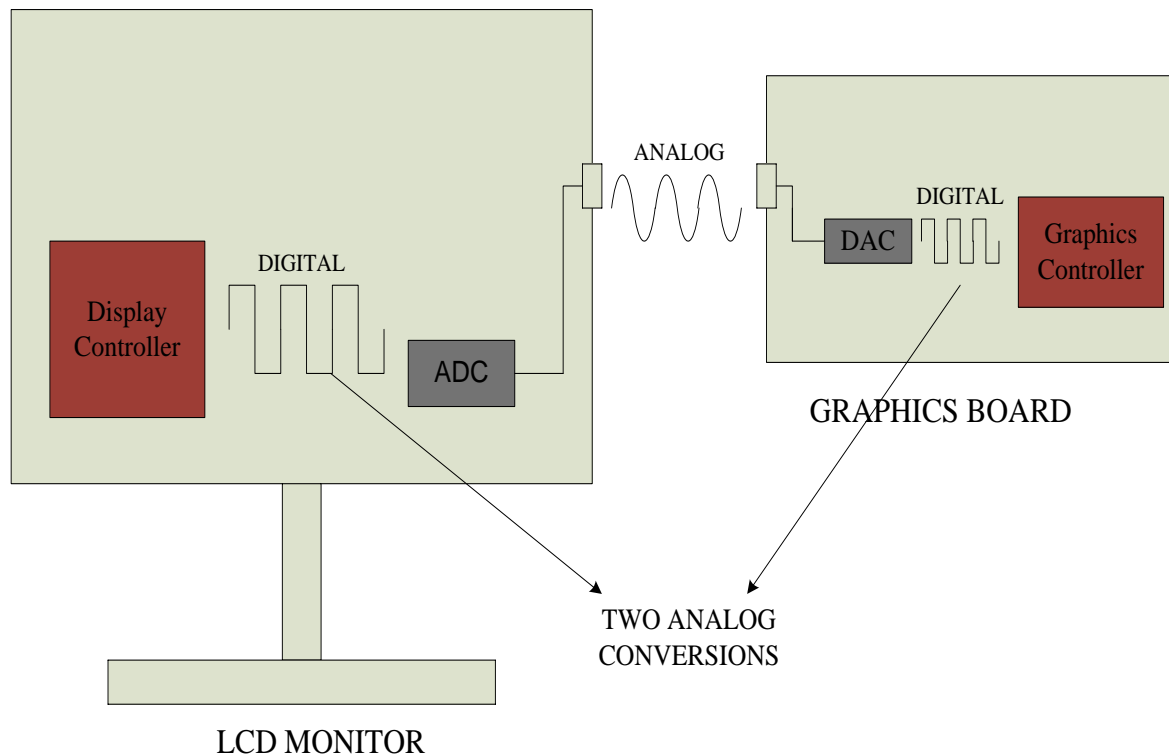 ANALOG
DIGITAL
DAC
Graphics
Controller
DIGITAL
Display
Controller
ADC
GRAPHICS BOARD
TWO ANALOG
CONVERSIONS
LCD MONITOR